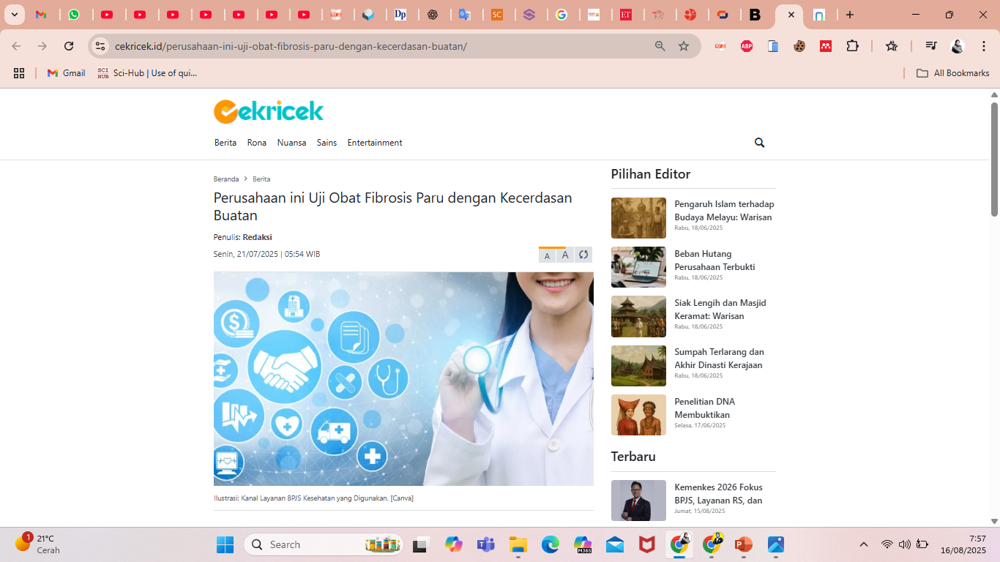 cekricek.id/perusahaan-ini-uji-obat-fibrosis-paru-dengan-kecerdasan-buatan/
Gmail
Sci-Hub | Use of qui...
All Bookmarks
Cekricek
Berita Rona Nuansa Sains Entertainment
Beranda > Berita
Perusahaan ini Uji Obat Fibrosis Paru dengan Kecerdasan
Buatan
Penulis: Redaksi
Senin, 21/07/2025 | 05:54 WIB
A A
Ilustrasi: Kanal Layanan BPJS Kesehatan yang Digunakan. [Canva]
Pilihan Editor
Pengaruh Islam terhadap
Budaya Melayu: Warisan
Rabu, 18/06/2025
Beban Hutang
Perusahaan Terbukti
Rabu, 18/06/2025
Siak Lengih dan Masjid
Keramat: Warisan
Rabu, 18/06/2025
Sumpah Terlarang dan
Akhir Dinasti Kerajaan
Rabu, 18/06/2025
Penelitian DNA
Membuktikan
Selasa, 17/06/2025
Terbaru
Kemenkes 2026 Fokus
BPJS, Layanan RS, dan
Jumat, 15/08/2025
1
21°C
Cerah
Search
7:57
16/08/2025